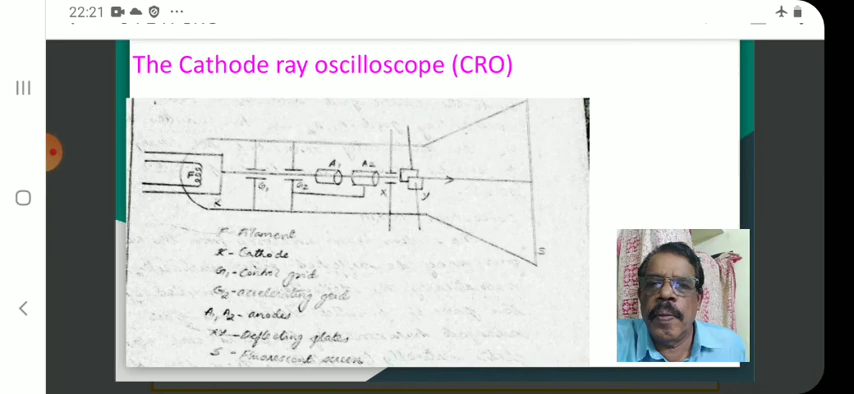 22:21
The Cathode ray oscilloscope (CRO)
A1 A2
F
G1 G2 X
K y
S
F - Filament
K - Cathode
G1 - Control grid
G2 - accelerating grid
A1, A2 - anodes
XY - Deflecting plates
S - Fluorescent screen